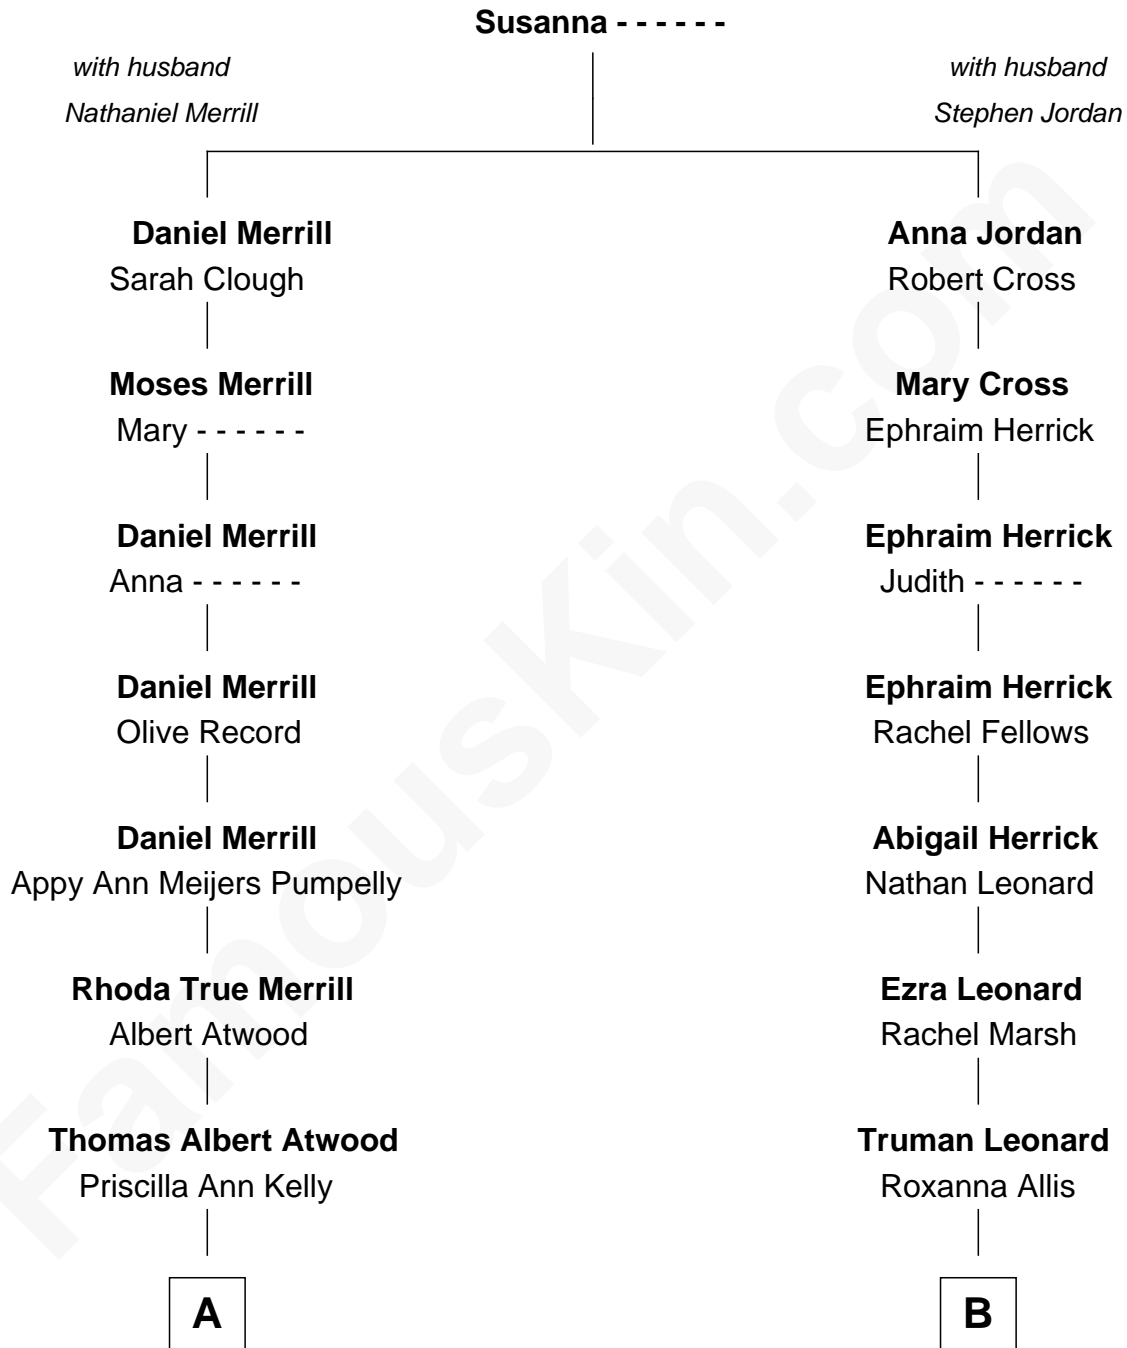 Susanna - - - - - -
with husband
Nathaniel Merrill
with husband
Stephen Jordan
Daniel Merrill
Sarah Clough
Anna Jordan
Robert Cross
Moses Merrill
Mary - - - - - -
Mary Cross
Ephraim Herrick
Daniel Merrill
Anna - - - - - -
Ephraim Herrick
Judith - - - - - -
Daniel Merrill
Olive Record
Ephraim Herrick
Rachel Fellows
Daniel Merrill
Appy Ann Meijers Pumpelly
Abigail Herrick
Nathan Leonard
Rhoda True Merrill
Albert Atwood
Ezra Leonard
Rachel Marsh
Thomas Albert Atwood
Priscilla Ann Kelly
Truman Leonard
Roxanna Allis
A
B
FamousKin.com